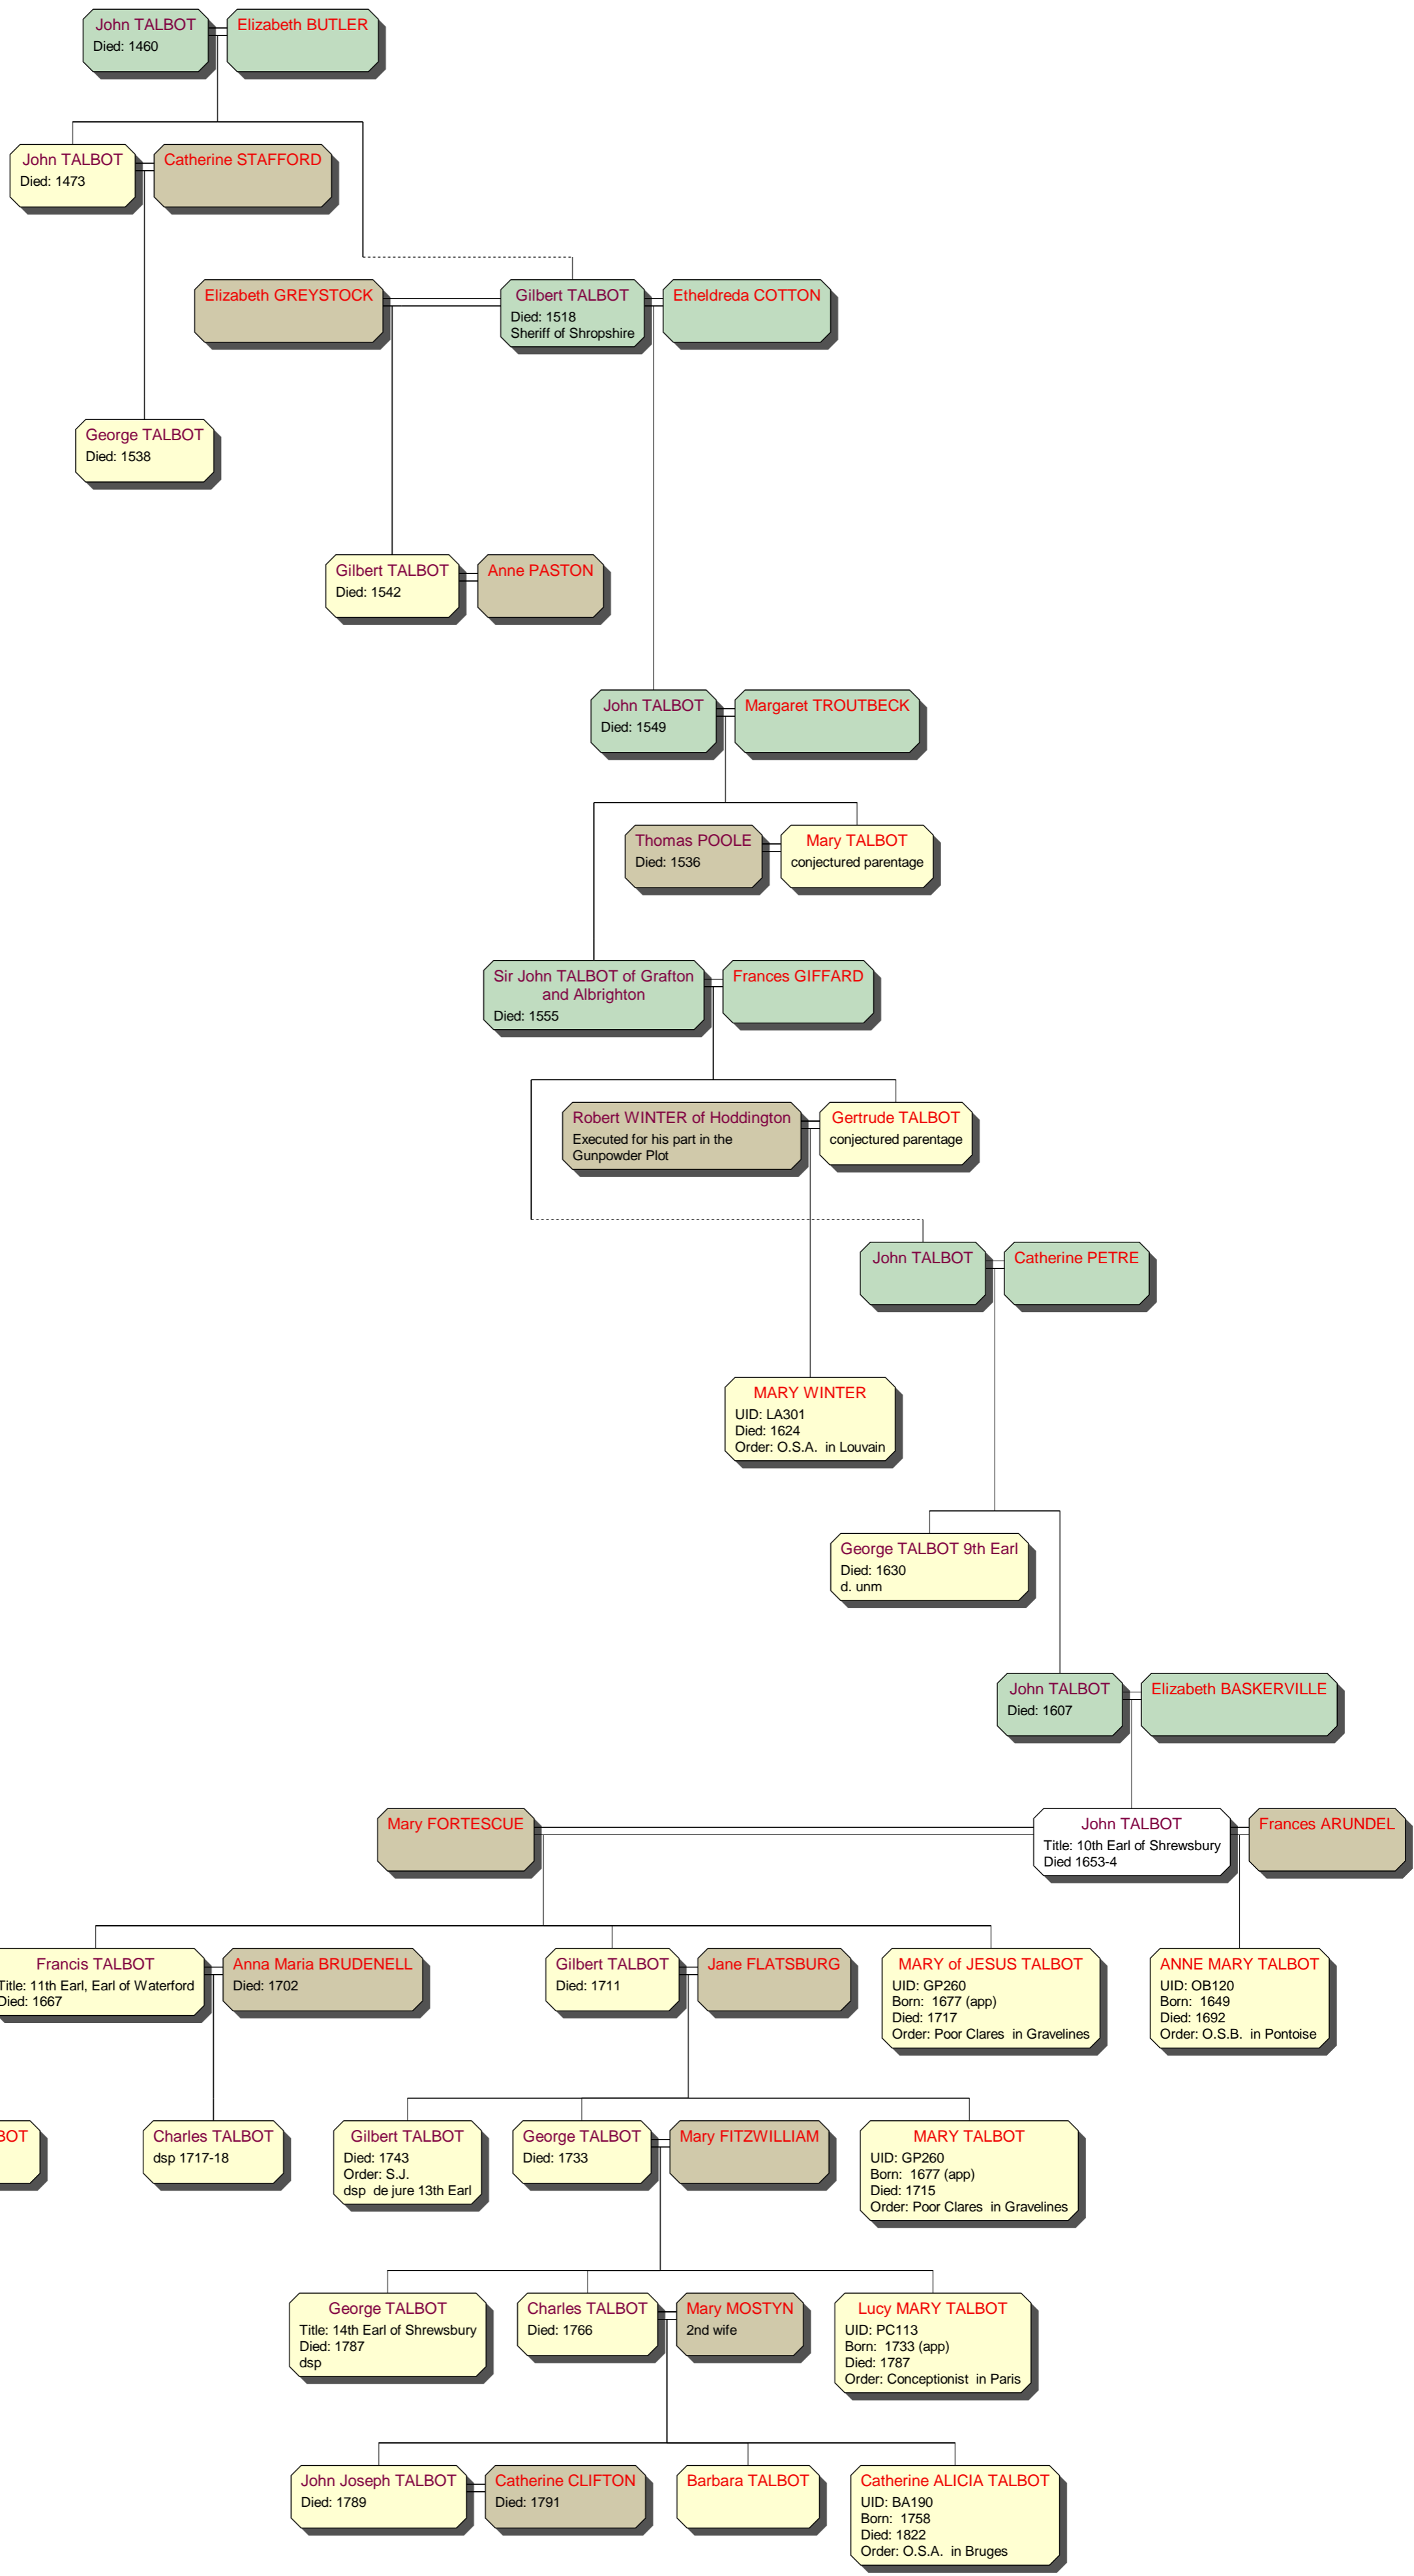 John TALBOT
Died: 1460
Elizabeth BUTLER
John TALBOT
Died: 1473
Catherine STAFFORD
Elizabeth GREYSTOCK
Gilbert TALBOT
Died: 1518
Sheriff of Shropshire
Etheldreda COTTON
George TALBOT
Died: 1538
Gilbert TALBOT
Died: 1542
Anne PASTON
John TALBOT
Died: 1549
Margaret TROUTBECK
Thomas POOLE
Died: 1536
Mary TALBOT
conjectured parentage
Sir John TALBOT of Grafton
and Albrighton
Died: 1555
Frances GIFFARD
Robert WINTER of Hoddington
Executed for his part in the
Gunpowder Plot
Gertrude TALBOT
conjectured parentage
John TALBOT
Catherine PETRE
MARY WINTER
UID: LA301
Died: 1624
Order: O.S.A. in Louvain
George TALBOT 9th Earl
Died: 1630
d. unm
John TALBOT
Died: 1607
Elizabeth BASKERVILLE
Mary FORTESCUE
John TALBOT
Title: 10th Earl of Shrewsbury
Died 1653-4
Frances ARUNDEL
Francis TALBOT
Title: 11th Earl, Earl of Waterford
Died: 1667
Anna Maria BRUDENELL
Died: 1702
Gilbert TALBOT
Died: 1711
Jane FLATSBURG
MARY of JESUS TALBOT
UID: GP260
Born: 1677 (app)
Died: 1717
Order: Poor Clares in Gravelines
ANNE MARY TALBOT
UID: OB120
Born: 1649
Died: 1692
Order: O.S.B. in Pontoise
BOT
Charles TALBOT
dsp 1717-18
Gilbert TALBOT
Died: 1743
Order: S.J.
dsp de jure 13th Earl
George TALBOT
Died: 1733
Mary FITZWILLIAM
MARY TALBOT
UID: GP260
Born: 1677 (app)
Died: 1715
Order: Poor Clares in Gravelines
George TALBOT
Title: 14th Earl of Shrewsbury
Died: 1787
dsp
Charles TALBOT
Died: 1766
Mary MOSTYN
2nd wife
Lucy MARY TALBOT
UID: PC113
Born: 1733 (app)
Died: 1787
Order: Conceptionist in Paris
John Joseph TALBOT
Died: 1789
Catherine CLIFTON
Died: 1791
Barbara TALBOT
Catherine ALICIA TALBOT
UID: BA190
Born: 1758
Died: 1822
Order: O.S.A. in Bruges